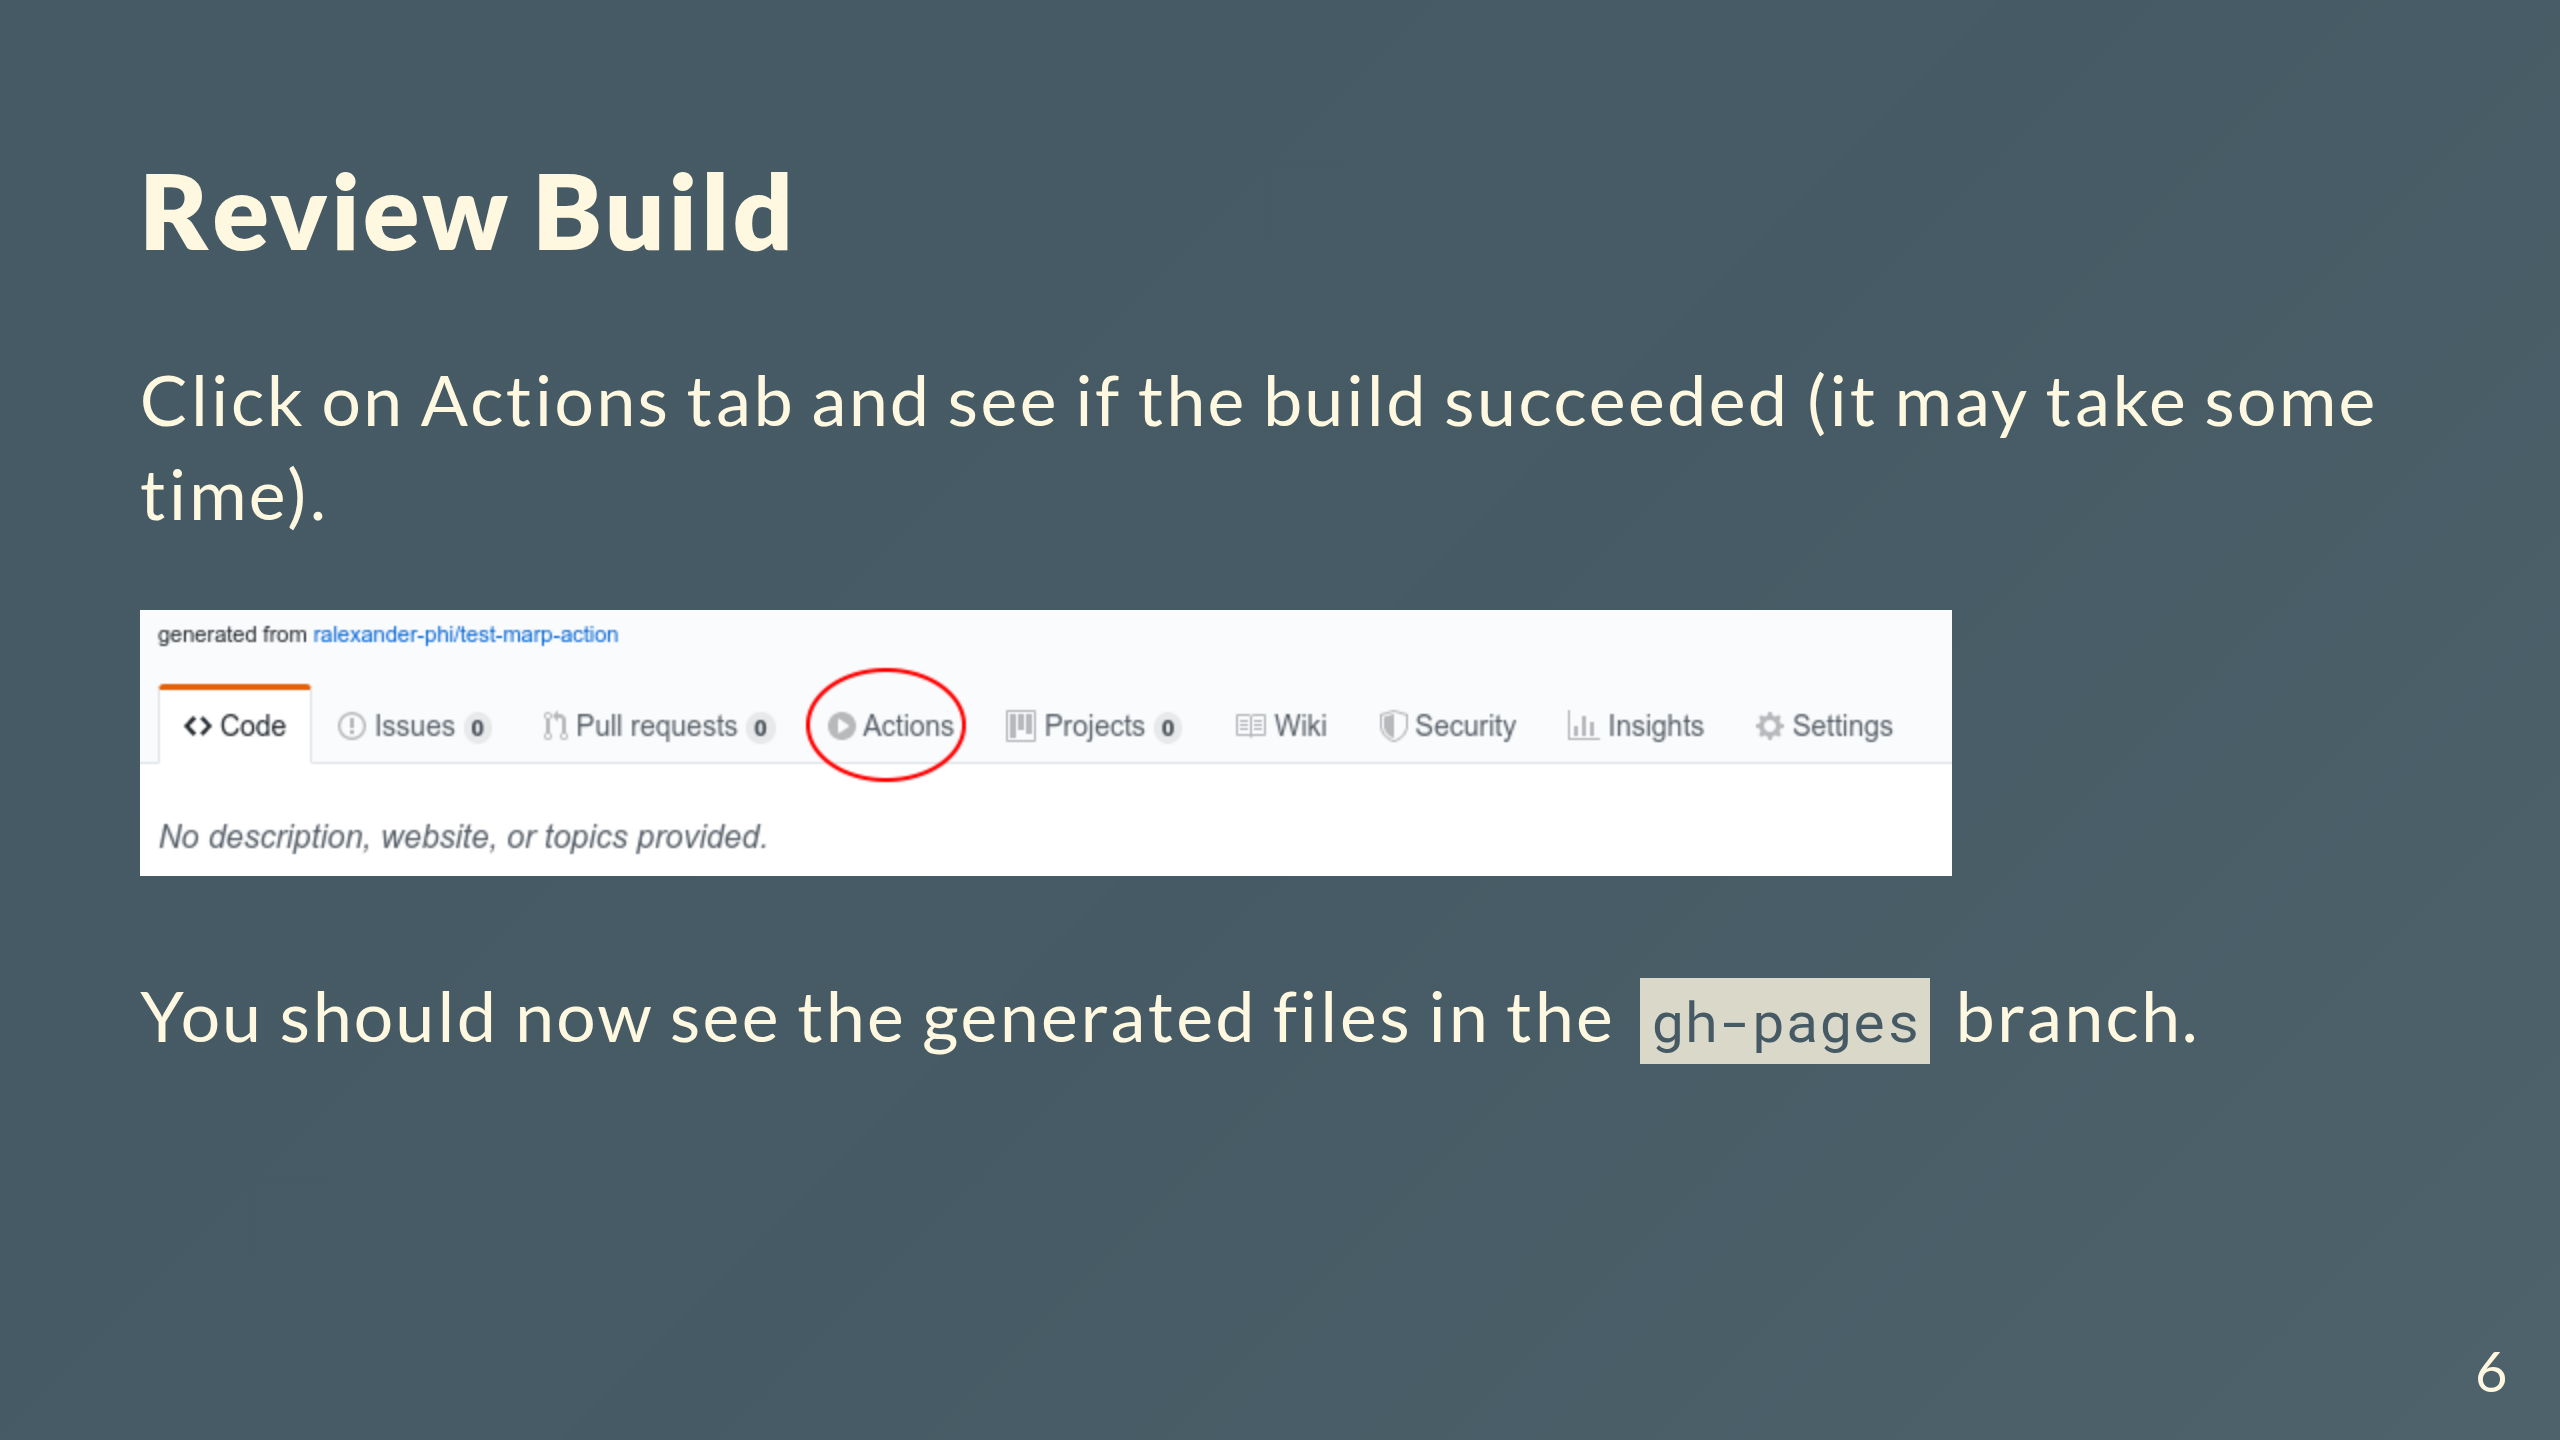 Review Build
Click on Actions tab and see if the build succeeded (it may take some
time).
generated from ralexander-phi/test-marp-action
Code Issues 0 Pull requests 0 Actions Projects 0 Wiki Security Insights Settings
No description, website, or topics provided.
You should now see the generated files in the gh-pages branch.
6